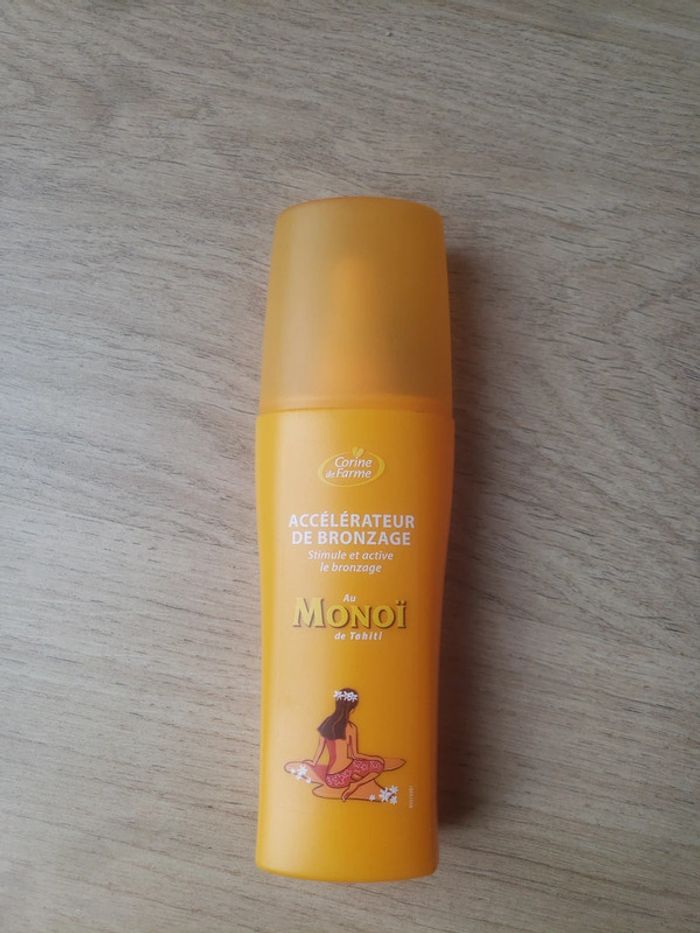 Corine
de Farme
ACCÉLÉRATEUR
DE BRONZAGE
Stimule et active
le bronzage
Au
MONOÏ
de Tahiti